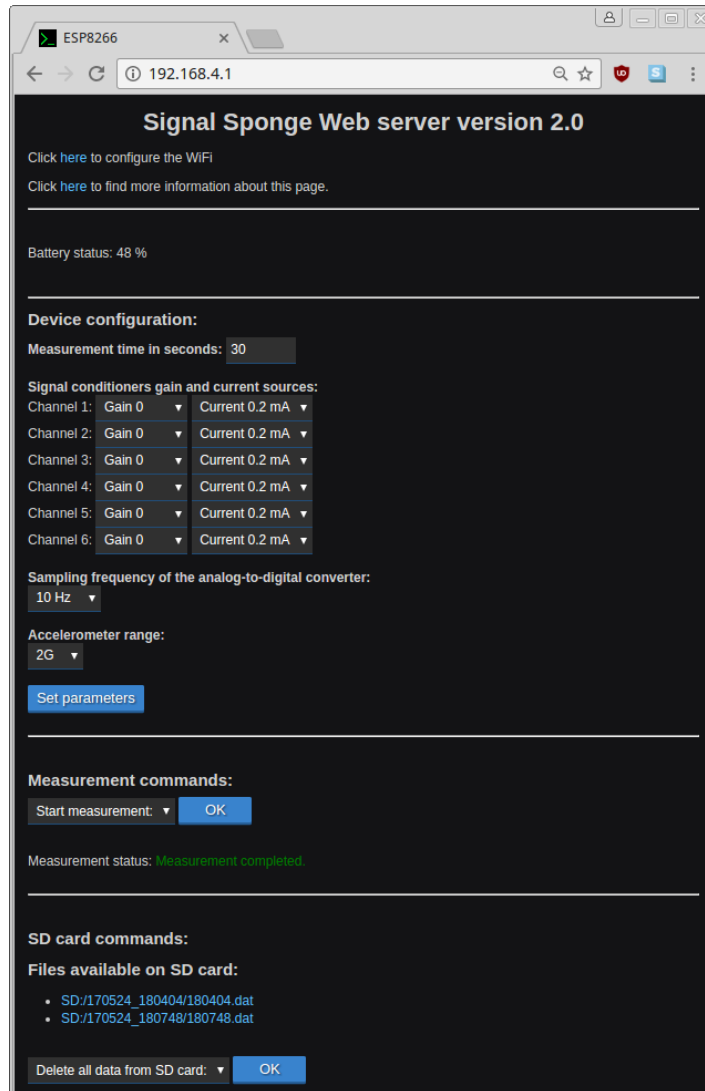 ESP8266
192.168.4.1
Signal Sponge Web server version 2.0
Click here to configure the WiFi
Click here to find more information about this page.
Battery status: 48 %
Device configuration:
Measurement time in seconds: 30
Signal conditioners gain and current sources:
Channel 1: Gain 0 Current 0.2 mA
Channel 2: Gain 0 Current 0.2 mA
Channel 3: Gain 0 Current 0.2 mA
Channel 4: Gain 0 Current 0.2 mA
Channel 5: Gain 0 Current 0.2 mA
Channel 6: Gain 0 Current 0.2 mA
Sampling frequency of the analog-to-digital converter:
10 Hz
Accelerometer range:
2G
Set parameters
Measurement commands:
Start measurement: OK
Measurement status: Measurement completed.
SD card commands:
Files available on SD card:
SD:/170524_180404/180404.dat
SD:/170524_180748/180748.dat
Delete all data from SD card: OK